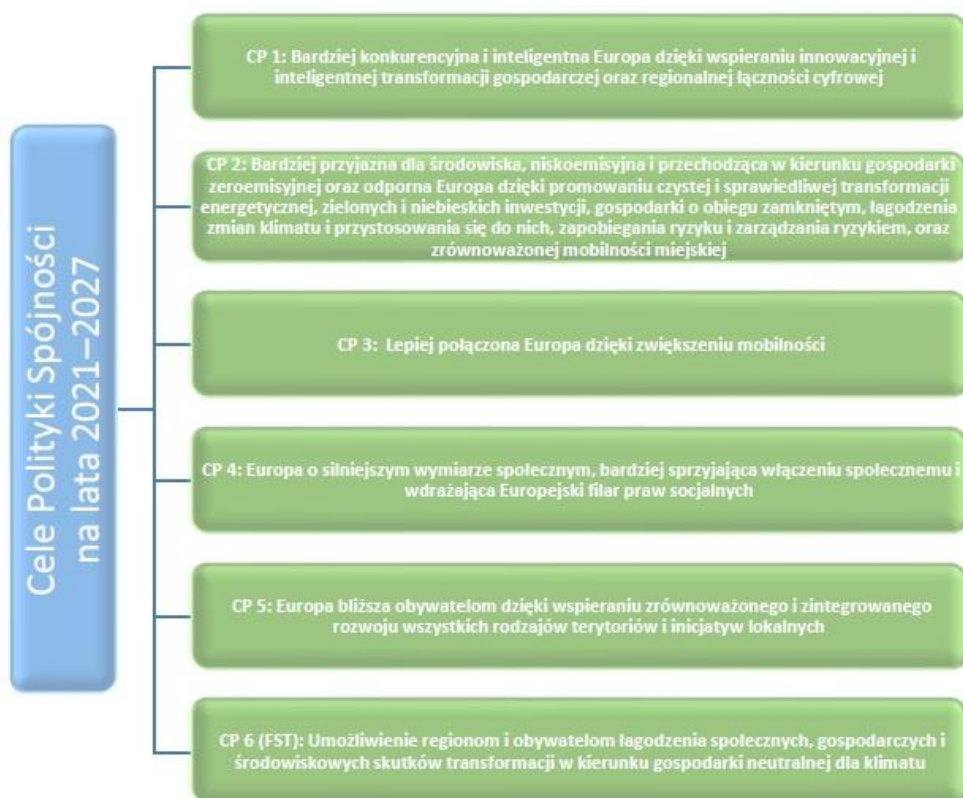 Cele Polityki Spójności
na lata 2021–2027
CP 1: Bardziej konkurencyjna i inteligentna Europa dzięki wspieraniu innowacyjnej i
inteligentnej transformacji gospodarczej oraz regionalnej łączności cyfrowej
CP 2: Bardziej przyjazna dla środowiska, niskoemisyjna i przechodząca w kierunku gospodarki
zeroemisyjnej oraz odporna Europa dzięki promowaniu czystej i sprawiedliwej transformacji
energetycznej, zielonych i niebieskich inwestycji, gospodarki o obiegu zamkniętym, łagodzenia
zmian klimatu i przystosowania się do nich, zapobiegania ryzyku i zarządzania ryzykiem, oraz
zrównoważonej mobilności miejskiej
CP 3: Lepiej połączona Europa dzięki zwiększeniu mobilności
CP 4: Europa o silniejszym wymiarze społecznym, bardziej sprzyjająca włączeniu społecznemu i
wdrażająca Europejski filar praw socjalnych
CP 5: Europa bliższa obywatelom dzięki wspieraniu zrównoważonego i zintegrowanego
rozwoju wszystkich rodzajów terytoriów i inicjatyw lokalnych
CP 6 (FST): Umożliwienie regionom i obywatelom łagodzenia społecznych, gospodarczych i
środowiskowych skutków transformacji w kierunku gospodarki neutralnej dla klimatu